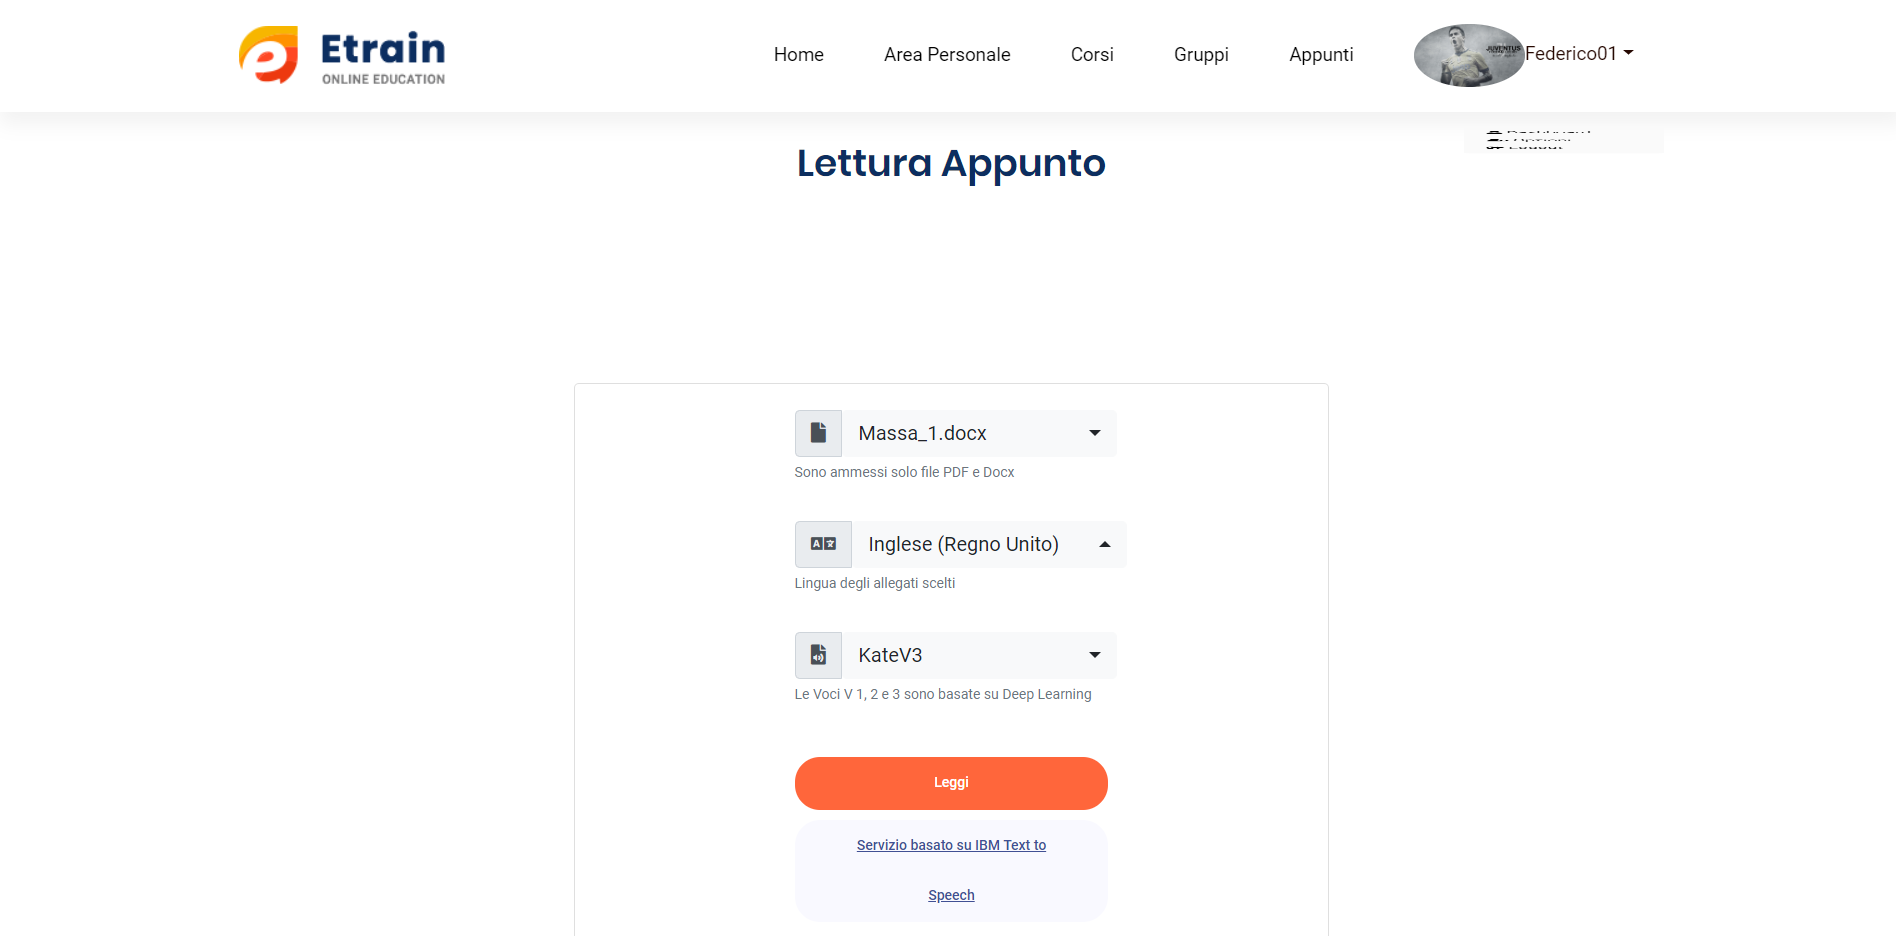 Etrain
ONLINE EDUCATION
Home
Area Personale
Corsi
Gruppi
Appunti
JUVENTUS
Federico01
Lettura Appunto
Massa_1.docx
Sono ammessi solo file PDF e Docx
Inglese (Regno Unito)
Lingua degli allegati scelti
KateV3
Le Voci V 1, 2 e 3 sono basate su Deep Learning
Leggi
Servizio basato su IBM Text to
Speech